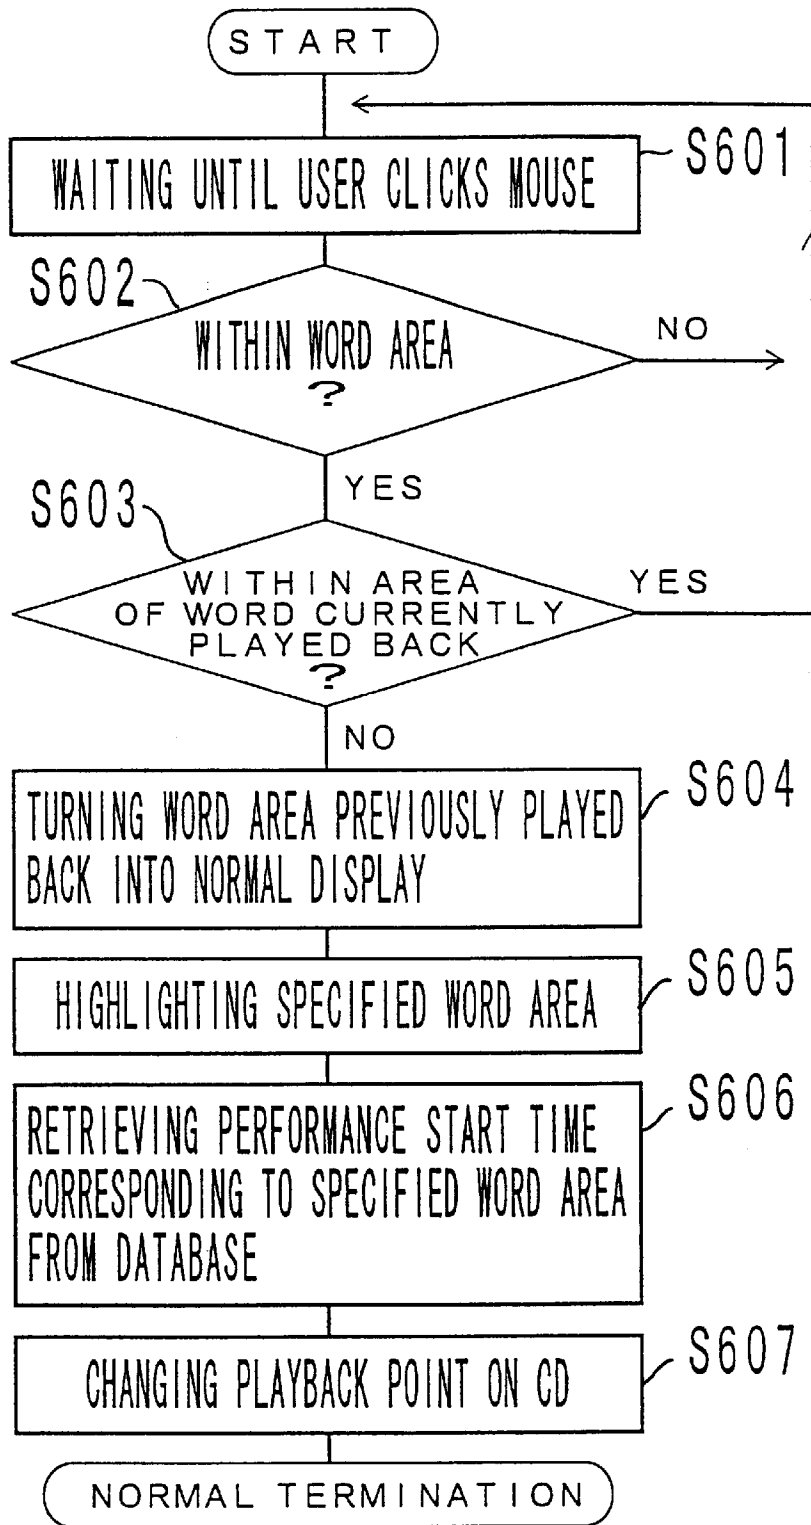 START
S601
WAITING UNTIL USER CLICKS MOUSE
S602
WITHIN WORD AREA
?
NO
YES
S603
WITHIN AREA
OF WORD CURRENTLY
PLAYED BACK
?
YES
NO
S604
TURNING WORD AREA PREVIOUSLY PLAYED
BACK INTO NORMAL DISPLAY
S605
HIGHLIGHTING SPECIFIED WORD AREA
S606
RETRIEVING PERFORMANCE START TIME
CORRESPONDING TO SPECIFIED WORD AREA
FROM DATABASE
S607
CHANGING PLAYBACK POINT ON CD
NORMAL TERMINATION